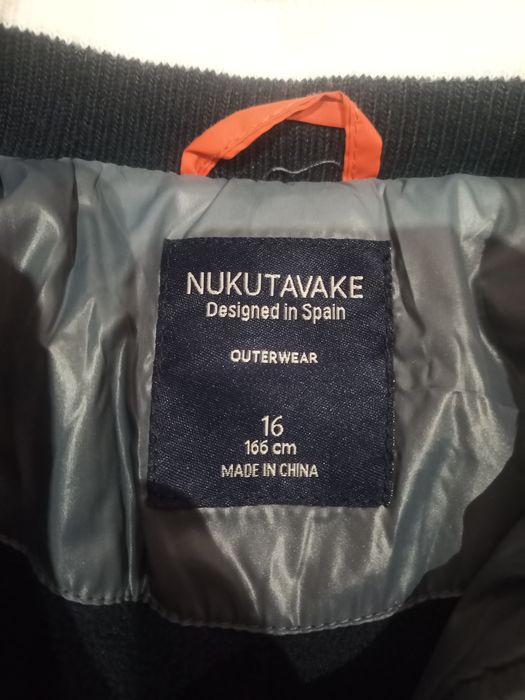 NUKUTAVAKE
Designed in Spain
OUTERWEAR
16
166 cm
MADE IN CHINA